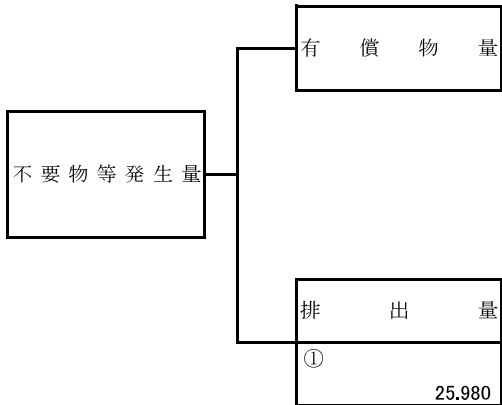 有償物量
不要物等発生量
排出量
①
25.980